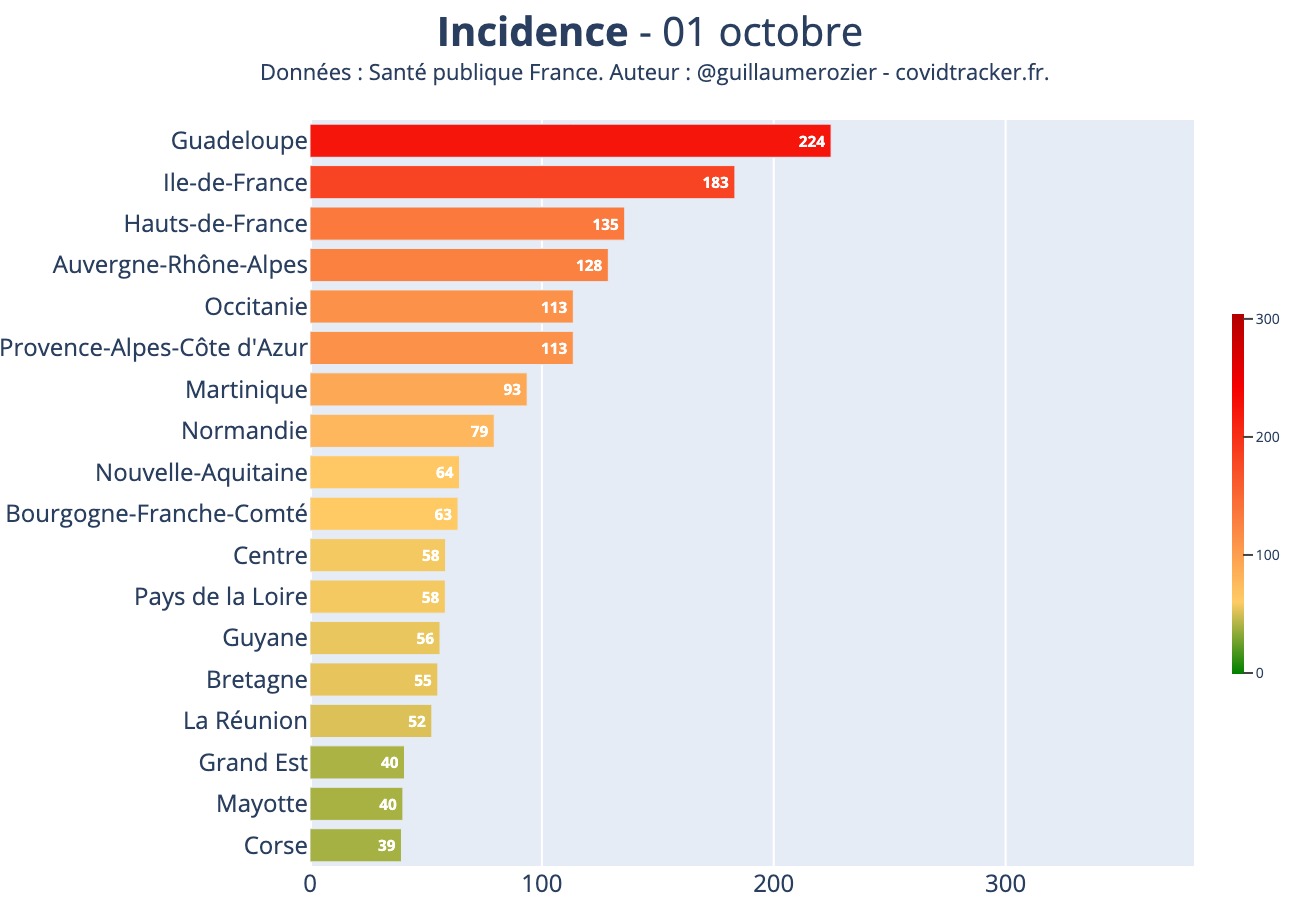 Incidence - 01 octobre
Données : Santé publique France. Auteur : @guillaumerozier - covidtracker.fr.
Guadeloupe 224
Ile-de-France 183
Hauts-de-France 135
Auvergne-Rhône-Alpes 128
Occitanie 113
Provence-Alpes-Côte d'Azur 113
Martinique 93
Normandie 79
Nouvelle-Aquitaine 64
Bourgogne-Franche-Comté 63
Centre 58
Pays de la Loire 58
Guyane 56
Bretagne 55
La Réunion 52
Grand Est 40
Mayotte 40
Corse 39
0 100 200 300
300
200
100
0